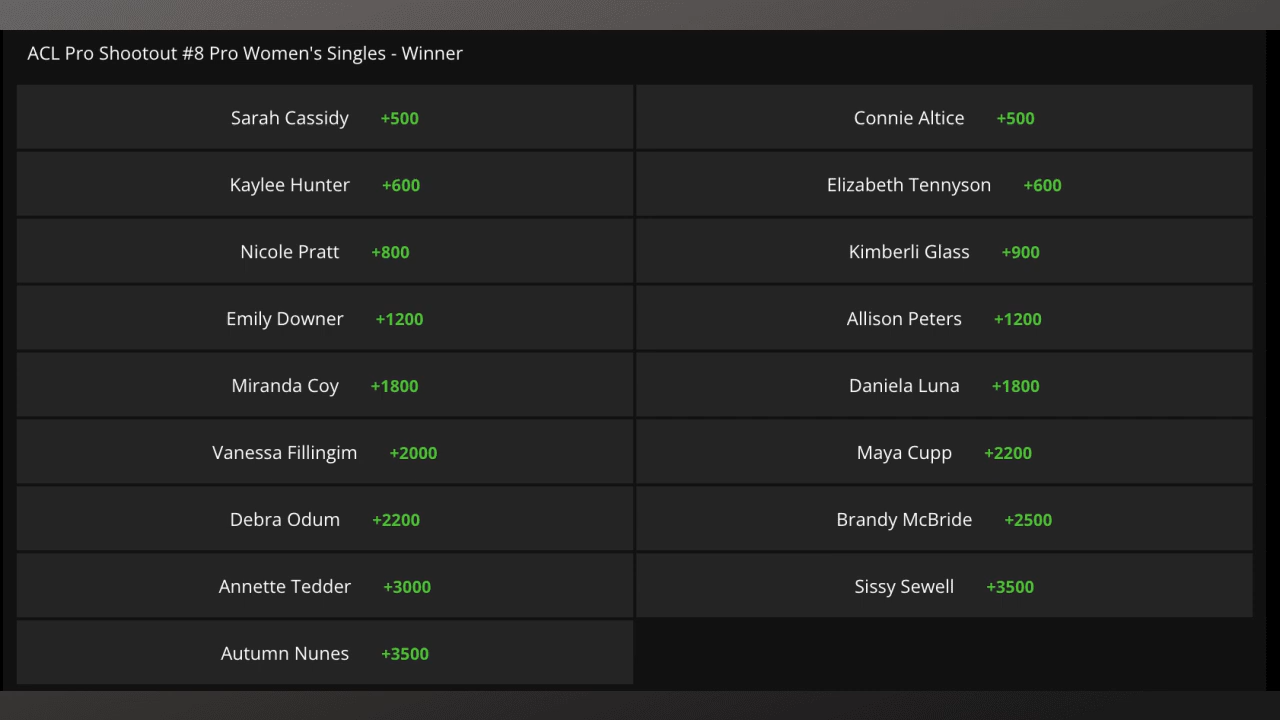 ACL Pro Shootout #8 Pro Women's Singles - Winner
Sarah Cassidy +500 Connie Altice +500
Kaylee Hunter +600 Elizabeth Tennyson +600
Nicole Pratt +800 Kimberli Glass +900
Emily Downer +1200 Allison Peters +1200
Miranda Coy +1800 Daniela Luna +1800
Vanessa Fillingim +2000 Maya Cupp +2200
Debra Odum +2200 Brandy McBride +2500
Annette Tedder +3000 Sissy Sewell +3500
Autumn Nunes +3500